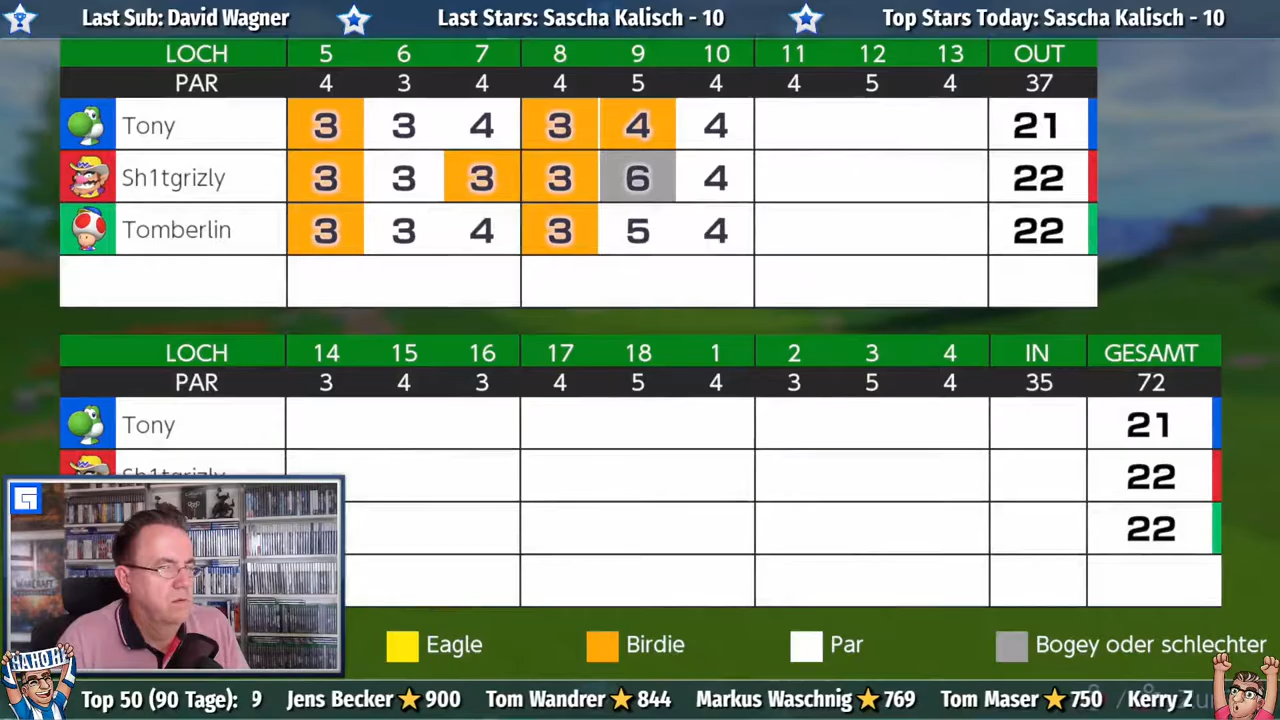 Last Sub: David Wagner Last Stars: Sascha Kalisch - 10 Top Stars Today: Sascha Kalisch - 10
LOCH 5 6 7 8 9 10 11 12 13 OUT
PAR 4 3 4 4 5 4 4 5 4 37
Tony 3 3 4 3 4 4 21
Sh1tgrizly 3 3 3 3 6 4 22
Tomberlin 3 3 4 3 5 4 22
LOCH 14 15 16 17 18 1 2 3 4 IN GESAMT
PAR 3 4 3 4 5 4 3 5 4 35 72
Tony 21
Sh1tgrizly 22
22
Eagle Birdie Par Bogey oder schlechter
HAHOHE
Top 50 (90 Tage): 9 Jens Becker 900 Tom Wandrer 844 Markus Waschnig 769 Tom Maser 750 Kerry Z